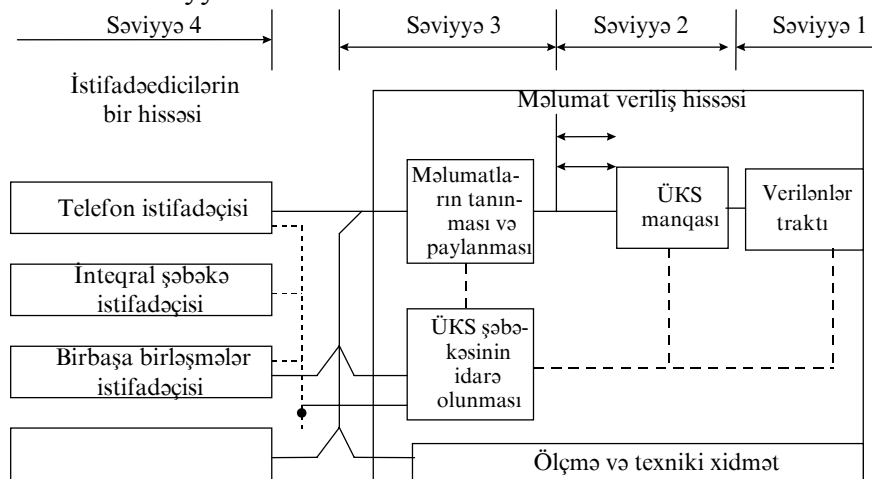 Səviyyə 4
Səviyyə 3
Səviyyə 2
Səviyyə 1
İstifadəedicilərin
bir hissəsi
Məlumat veriliş hissəsi
Telefon istifadəçisi
Məlumatla-
rın tanın-
ması və
paylanması
ÜKS
manqası
Verilənlər
traktı
İnteqral şəbəkə
istifadəçisi
ÜKS şəbə-
kəsinin
idarə
olunması
Birbaşa birləşmələr
istifadəçisi
Ölçmə və texniki xidmət